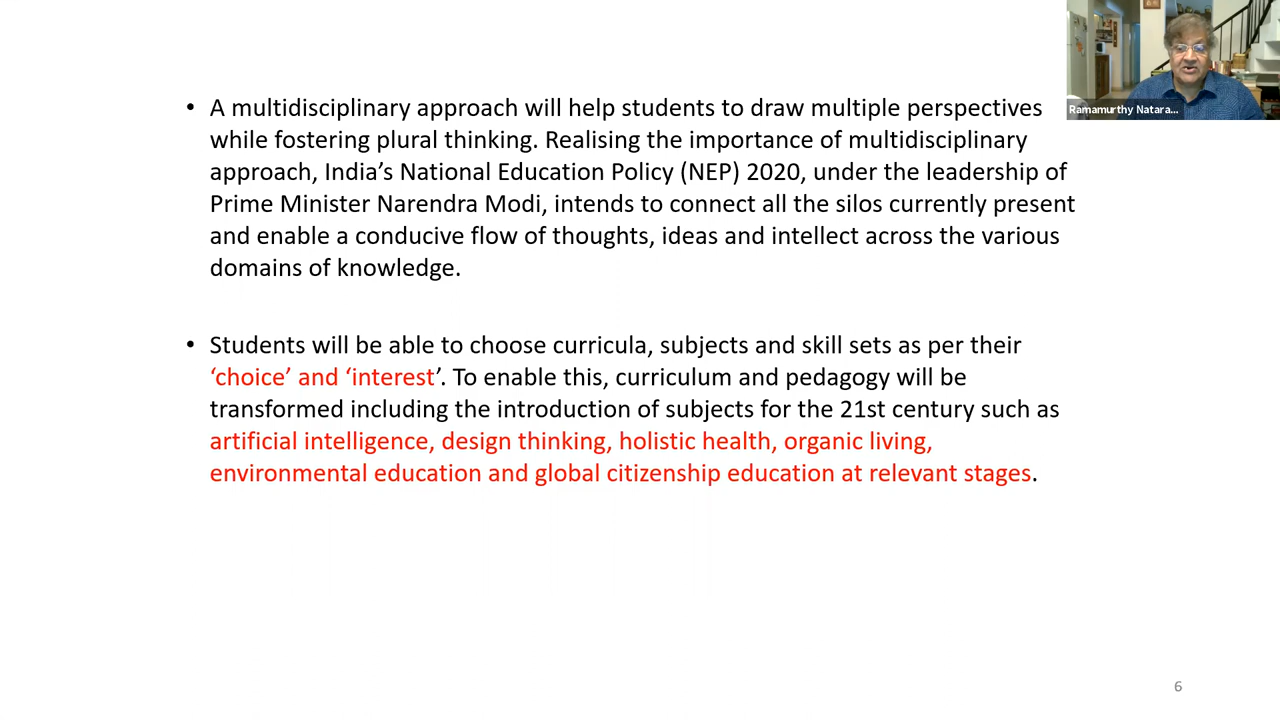 Ramamurthy Natara...
• A multidisciplinary approach will help students to draw multiple perspectives
while fostering plural thinking. Realising the importance of multidisciplinary
approach, India’s National Education Policy (NEP) 2020, under the leadership of
Prime Minister Narendra Modi, intends to connect all the silos currently present
and enable a conducive flow of thoughts, ideas and intellect across the various
domains of knowledge.
• Students will be able to choose curricula, subjects and skill sets as per their
‘choice’ and ‘interest’. To enable this, curriculum and pedagogy will be
transformed including the introduction of subjects for the 21st century such as
artificial intelligence, design thinking, holistic health, organic living,
environmental education and global citizenship education at relevant stages.
6